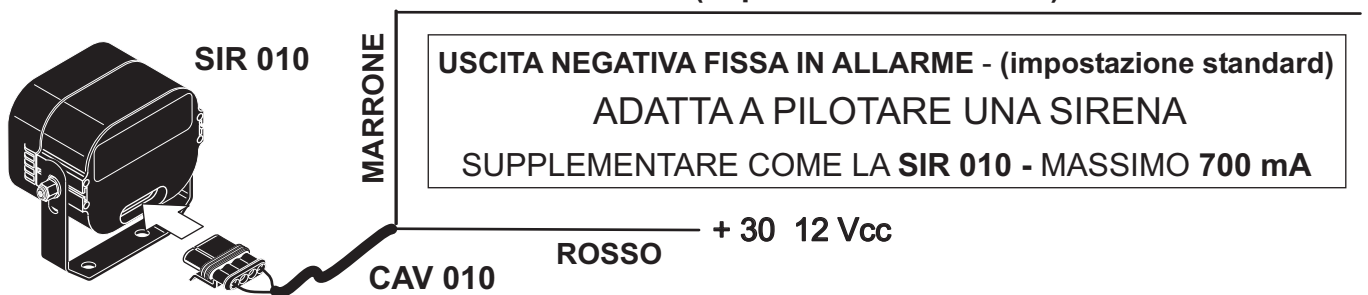 SIR 010
MARRONE
USCITA NEGATIVA FISSA IN ALLARME - (impostazione standard)
ADATTA A PILOTARE UNA SIRENA
SUPPLEMENTARE COME LA SIR 010 - MASSIMO 700 mA
+ 30 12 Vcc
ROSSO
CAV 010